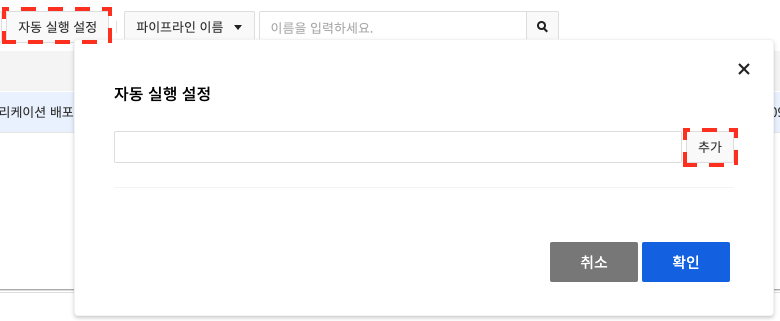 자동 실행 설정
파이프라인 이름
이름을 입력하세요.
자동 실행 설정
리케이션 배포
추가
취소
확인